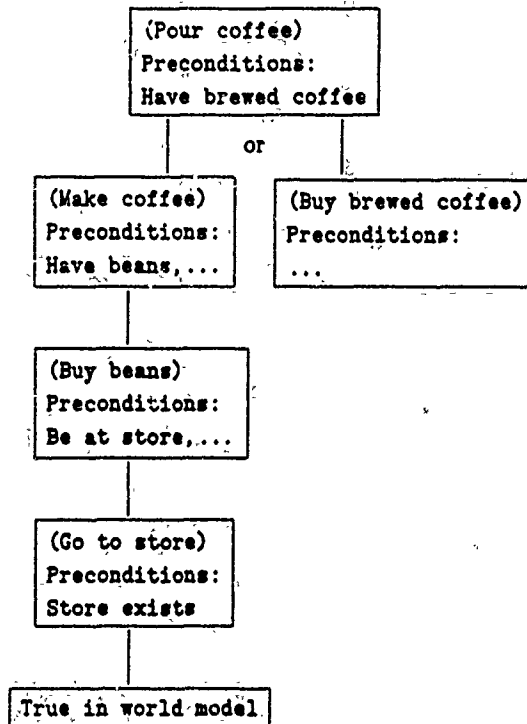 (Pour coffee)
Preconditions:
Have brewed coffee
or
(Make coffee)
Preconditions:
Have beans,...
(Buy brewed coffee)
Preconditions:
...
(Buy beans)
Preconditions:
Be at store,...
(Go to store)
Preconditions:
Store exists
True in world model